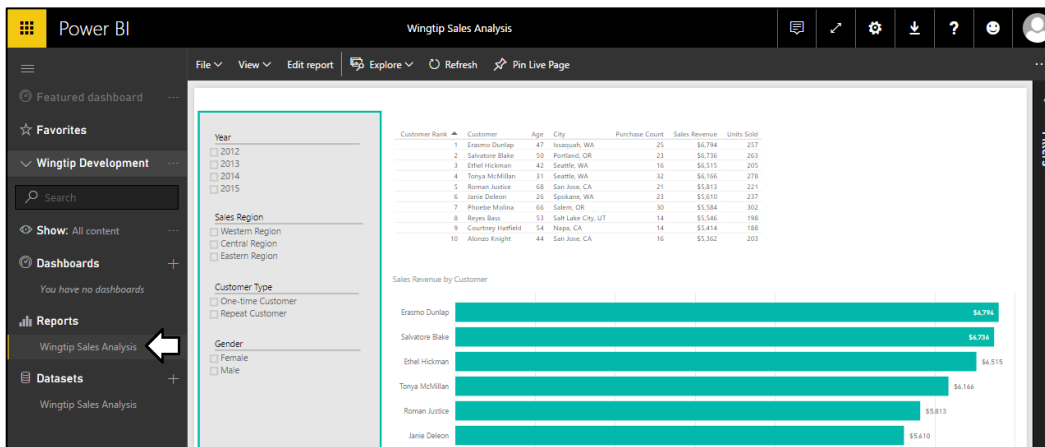 Power BI
Wingtip Sales Analysis
File View Edit report Explore Refresh Pin Live Page
Featured dashboard
Favorites
Wingtip Development
Search
Show: All content
Dashboards
You have no dashboards
Reports
Wingtip Sales Analysis
Datasets
Wingtip Sales Analysis
Year
2012
2013
2014
2015
Sales Region
Western Region
Central Region
Eastern Region
Customer Type
One-time Customer
Repeat Customer
Gender
Female
Male
Customer Rank Customer Age City Purchase Count Sales Revenue Units Sold
1 Erasmo Dunlap 47 Issaquah, WA 25 $6,794 257
2 Salvatore Blake 50 Portland, OR 23 $6,736 263
3 Ethel Hickman 42 Seattle, WA 16 $6,515 205
4 Tonya McMillan 31 Seattle, WA 32 $6,166 278
5 Roman Justice 68 San Jose, CA 21 $5,813 221
6 Janie Deleon 26 Spokane, WA 23 $5,610 237
7 Phoebe Molina 66 Salem, OR 30 $5,584 302
8 Reyes Bass 53 Salt Lake City, UT 14 $5,546 198
9 Courtney Hatfield 54 Napa, CA 14 $5,414 188
10 Alonzo Knight 44 San Jose, CA 16 $5,362 203
Sales Revenue by Customer
Erasmo Dunlap $6,794
Salvatore Blake $6,736
Ethel Hickman $6,515
Tonya McMillan $6,166
Roman Justice $5,813
Janie Deleon $5,610